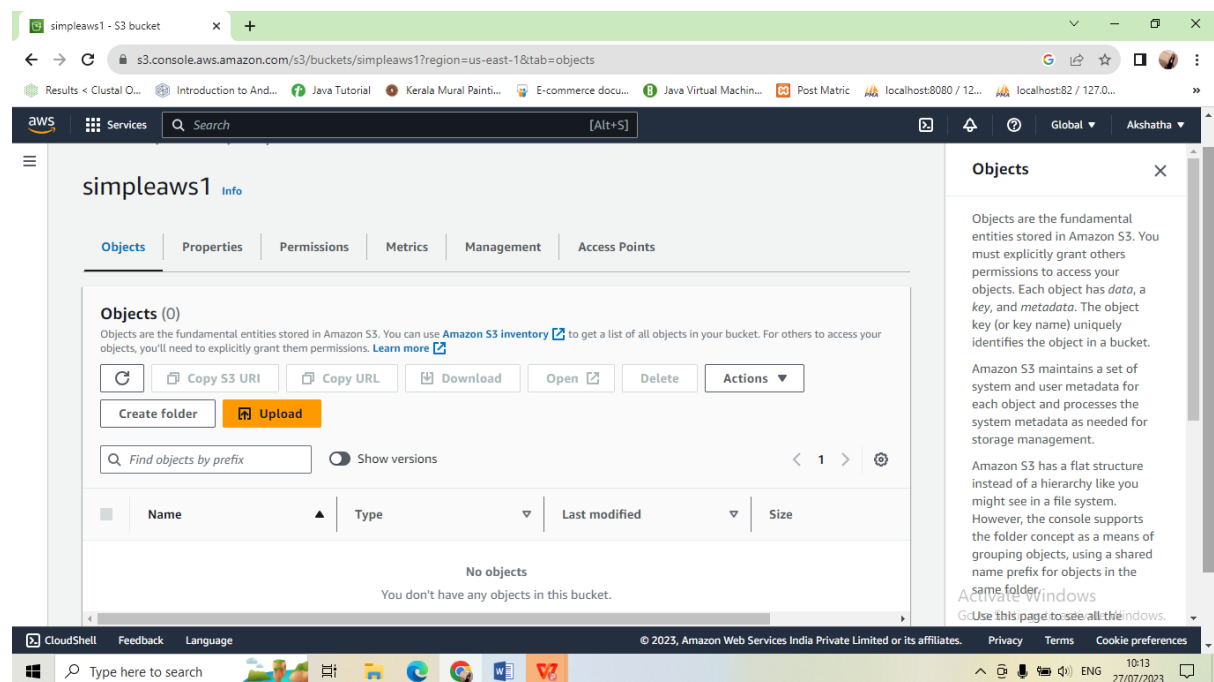 simpleaws1 - S3 bucket
s3.console.aws.amazon.com/s3/buckets/simpleaws1?region=us-east-1&tab=objects
Results < Clustal O... Introduction to And... Java Tutorial Kerala Mural Painti... E-commerce docu... Java Virtual Machin... Post Matric localhost:8080 / 12... localhost:82 / 127.0...
aws Services Search [Alt+S] Global Akshatha
simpleaws1 Info
Objects Properties Permissions Metrics Management Access Points
Objects (0)
Objects are the fundamental entities stored in Amazon S3. You can use Amazon S3 inventory to get a list of all objects in your bucket. For others to access your
objects, you'll need to explicitly grant them permissions. Learn more
Copy S3 URI Copy URL Download Open Delete Actions
Create folder Upload
Find objects by prefix Show versions 1
Name Type Last modified Size
No objects
You don't have any objects in this bucket.
Objects
Objects are the fundamental
entities stored in Amazon S3. You
must explicitly grant others
permissions to access your
objects. Each object has data, a
key, and metadata. The object
key (or key name) uniquely
identifies the object in a bucket.
Amazon S3 maintains a set of
system and user metadata for
each object and processes the
system metadata as needed for
storage management.
Amazon S3 has a flat structure
instead of a hierarchy like you
might see in a file system.
However, the console supports
the folder concept as a means of
grouping objects, using a shared
name prefix for objects in the
same folder.
Activate Windows
Use this page to see all the
Go to Settings to activate Windows.
CloudShell Feedback Language © 2023, Amazon Web Services India Private Limited or its affiliates. Privacy Terms Cookie preferences
Type here to search ENG 10:13
27/07/2023